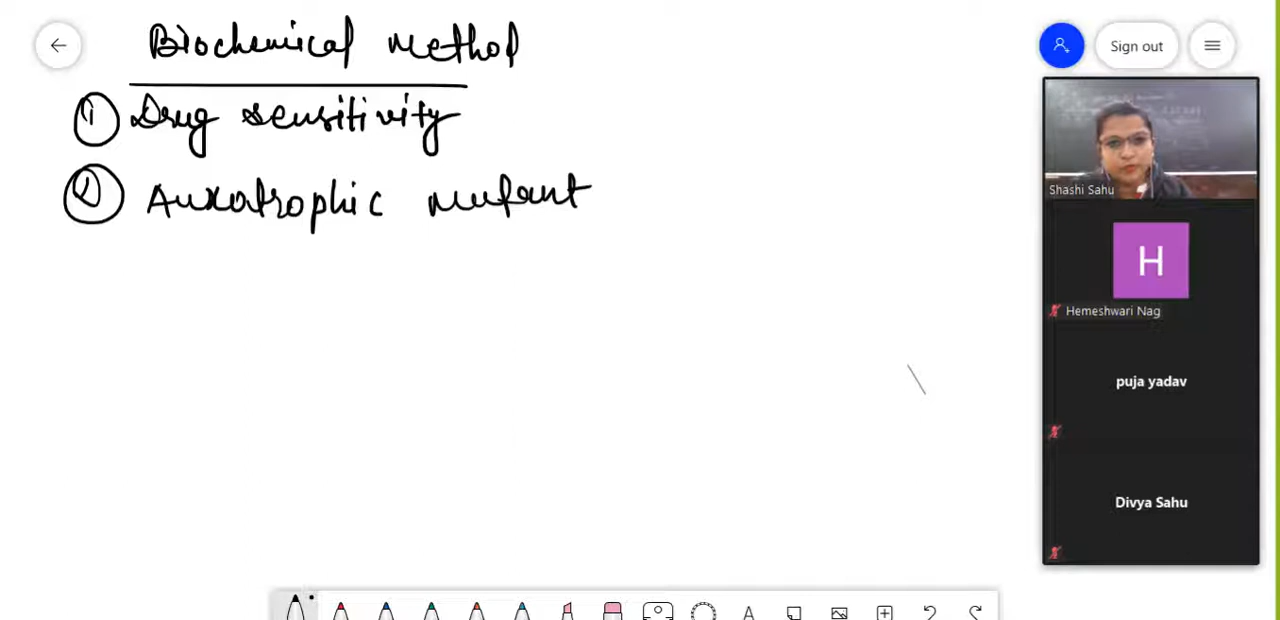 Biochemical Method
Sign out
① Drug sensitivity
② Auxotrophic mutant
Shashi Sahu
H
Hemeshwari Nag
puja yadav
Divya Sahu
A